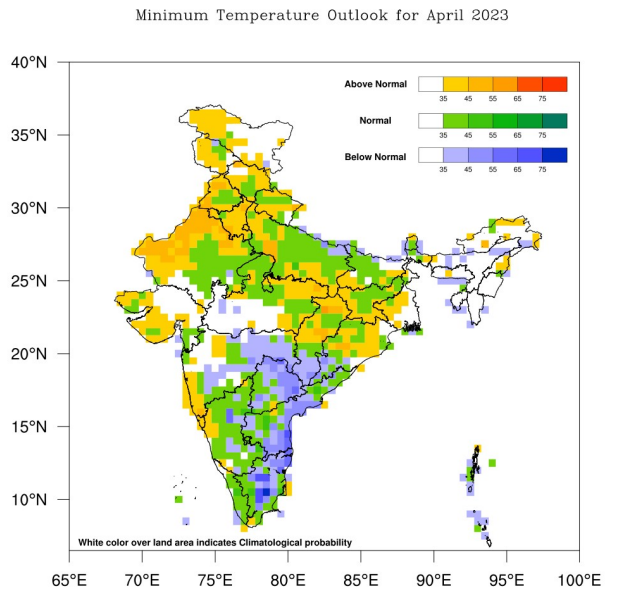 Minimum Temperature Outlook for April 2023
40°N
35°N
30°N
25°N
20°N
15°N
10°N
Above Normal
35 45 55 65 75
Normal
35 45 55 65 75
Below Normal
35 45 55 65 75
White color over land area indicates Climatological probability
65°E 70°E 75°E 80°E 85°E 90°E 95°E 100°E